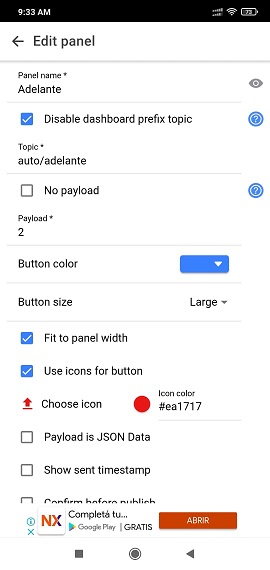 9:33 AM
73
Edit panel
Panel name *
Adelante
Disable dashboard prefix topic
Topic *
auto/adelante
No payload
Payload *
2
Button color
Button size
Large
Fit to panel width
Use icons for button
Choose icon
Icon color
#ea1717
Payload is JSON Data
Show sent timestamp
Confirm before publish
NX
Completá tu...
Google Play | GRATIS
ABRIR